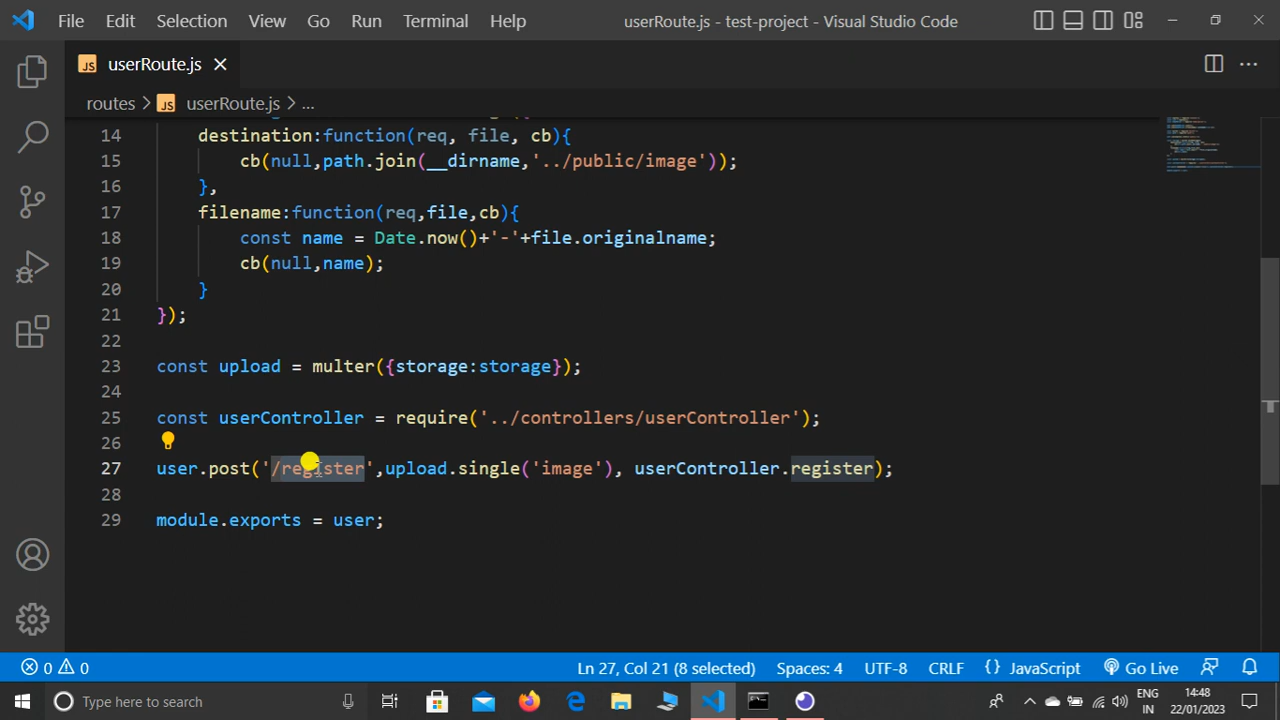 File Edit Selection View Go Run Terminal Help userRoute.js - test-project - Visual Studio Code
JS userRoute.js
routes > JS userRoute.js > ...
14 destination:function(req, file, cb){
15 cb(null,path.join(__dirname,'../public/image'));
16 },
17 filename:function(req,file,cb){
18 const name = Date.now()+'-'+file.originalname;
19 cb(null,name);
20 }
21 });
22
23 const upload = multer({storage:storage});
24
25 const userController = require('../controllers/userController');
26
27 user.post('/register',upload.single('image'), userController.register);
28
29 module.exports = user;
0 0 Ln 27, Col 21 (8 selected) Spaces: 4 UTF-8 CRLF {} JavaScript Go Live
Type here to search ENG IN 14:48 22/01/2023